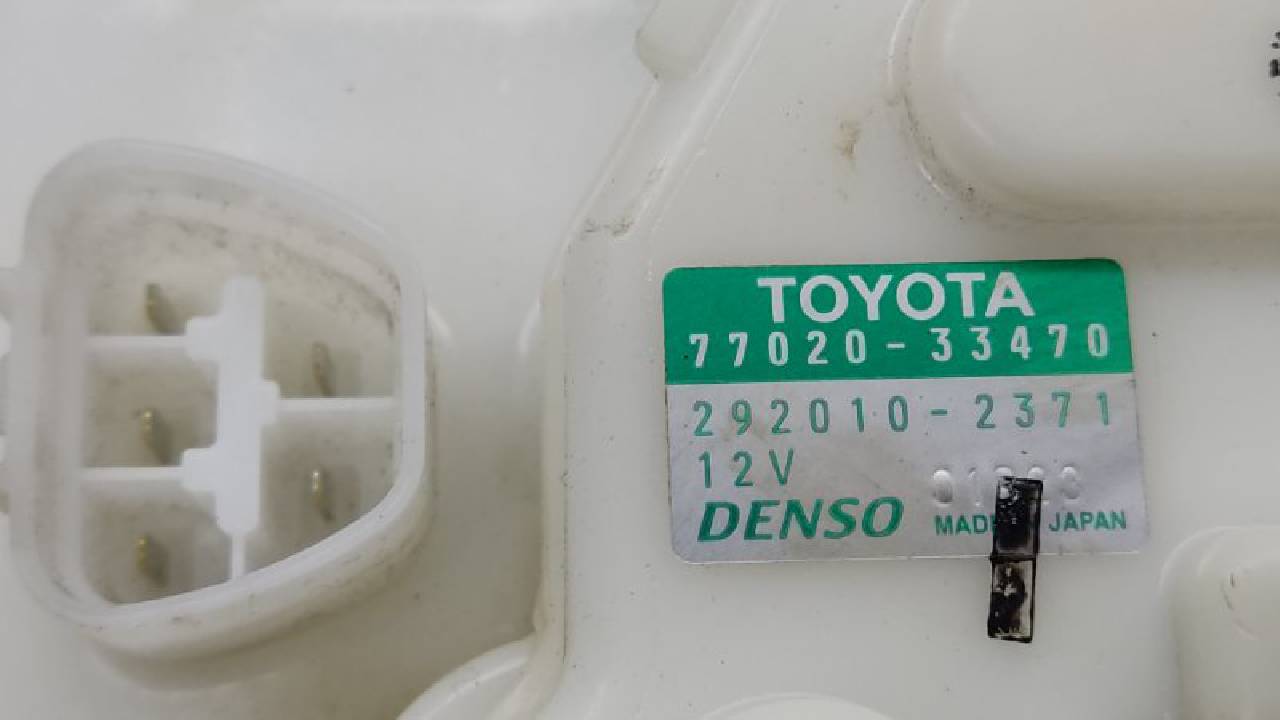 TOYOTA
77020-33470
292010-2371
12V
DENSO
MADE JAPAN